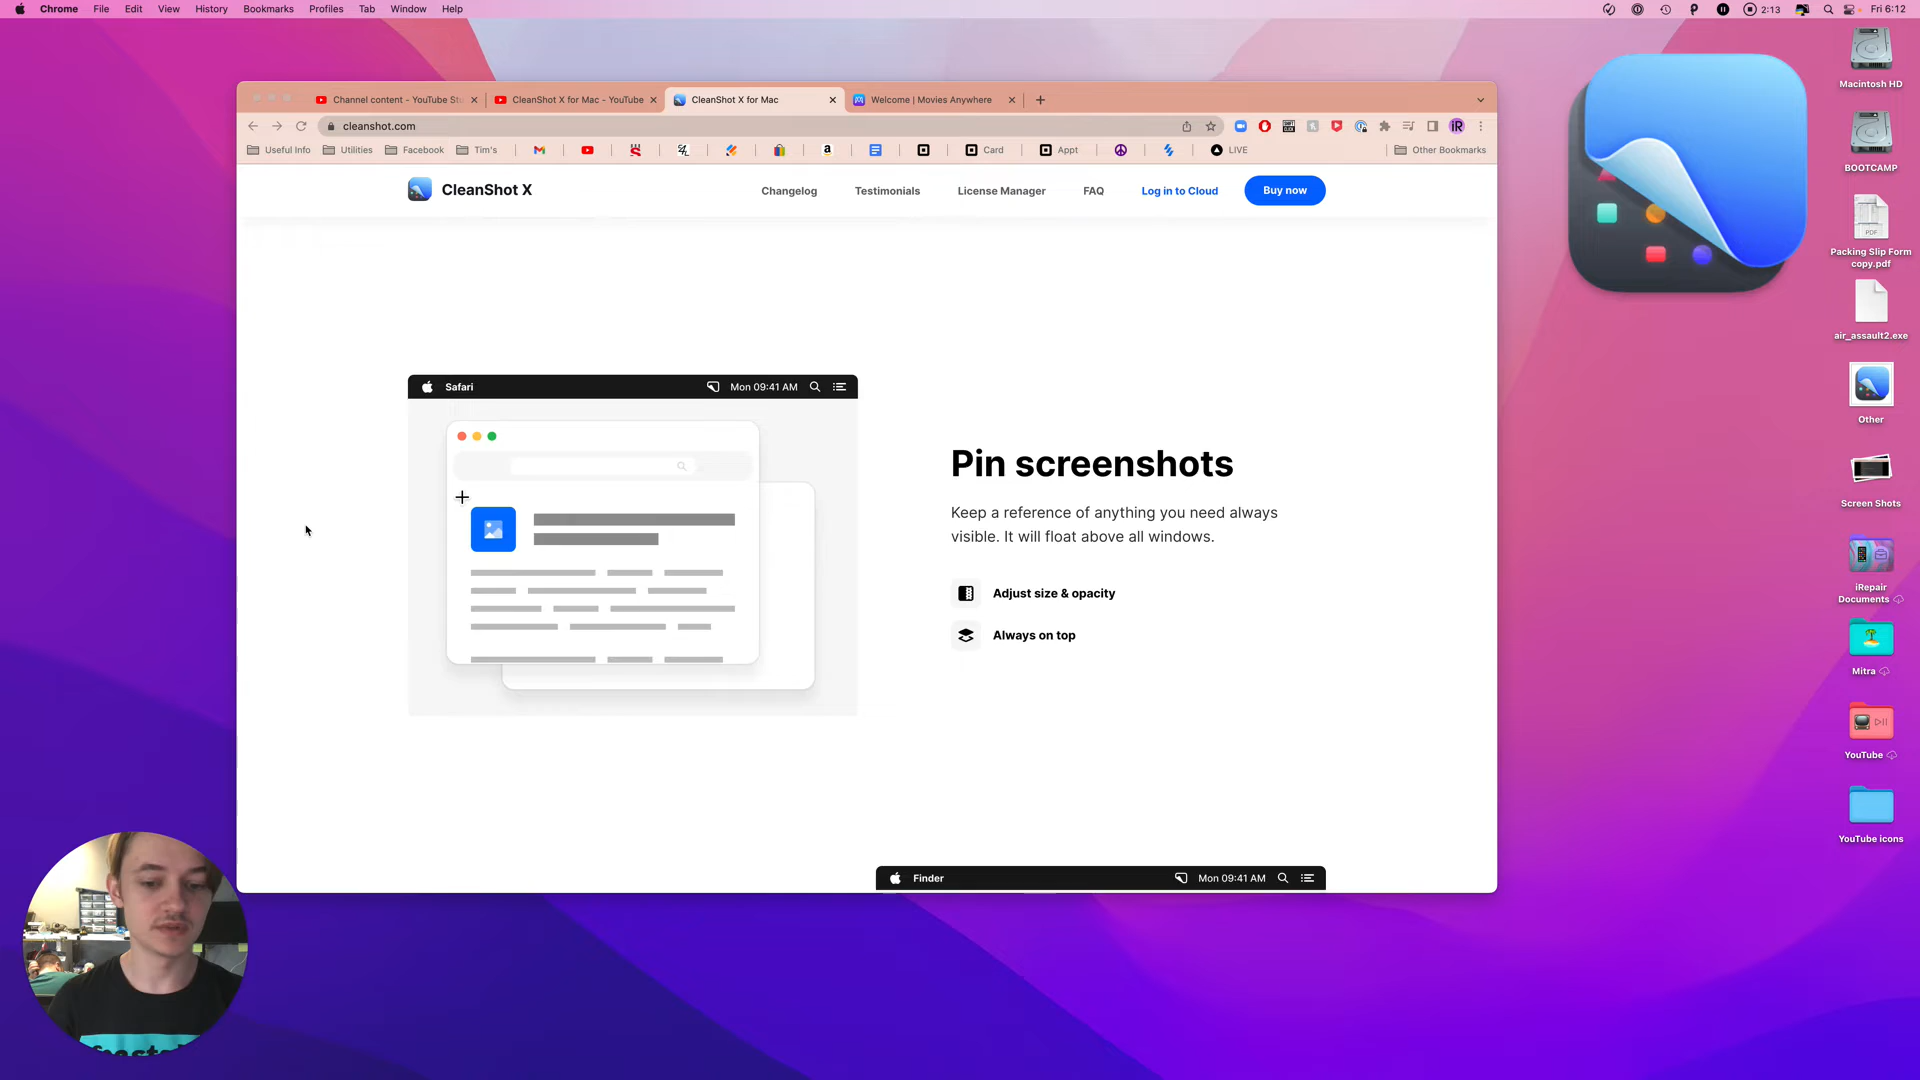 Chrome File Edit View History Bookmarks Profiles Tab Window Help
2:13 Fri 6:12
Channel content - YouTube Stu
CleanShot X for Mac - YouTube
CleanShot X for Mac
Welcome | Movies Anywhere
cleanshot.com
iR
Useful Info Utilities Facebook Tim's Card Appt LIVE Other Bookmarks
CleanShot X
Changelog Testimonials License Manager FAQ Log in to Cloud Buy now
Safari Mon 09:41 AM
Pin screenshots
Keep a reference of anything you need always
visible. It will float above all windows.
Adjust size & opacity
Always on top
Finder Mon 09:41 AM
Macintosh HD
BOOTCAMP
PDF
Packing Slip Form
copy.pdf
air_assault2.exe
Other
Screen Shots
iRepair
Documents
Mitra
YouTube
YouTube icons